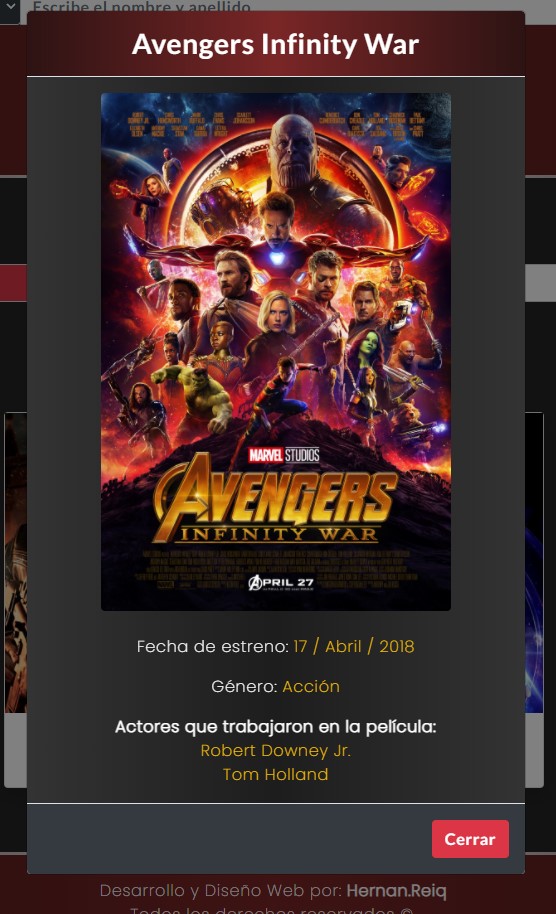 Escribe el nombre y apellido
Avengers Infinity War
MARVEL STUDIOS
AVENGERS
INFINITY WAR
APRIL 27
Fecha de estreno: 17 / Abril / 2018
Género: Acción
Actores que trabajaron en la película:
Robert Downey Jr.
Tom Holland
Cerrar
Desarrollo y Diseño Web por: Hernan.Reiq
Todos los derechos reservados ©